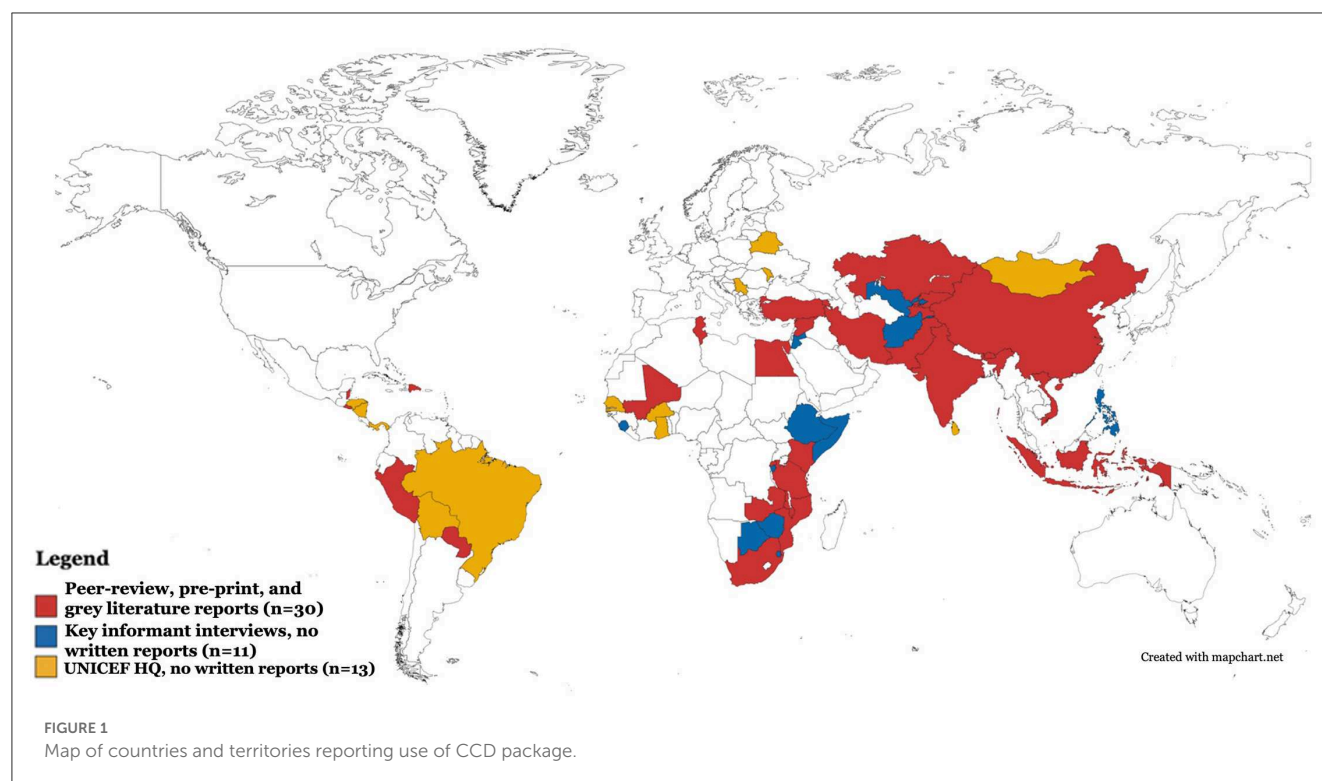 Legend
Peer-review, pre-print, and
grey literature reports (n=30)
Key informant interviews, no
written reports (n=11)
UNICEF HQ, no written reports (n=13)
Created with mapchart.net
FIGURE 1
Map of countries and territories reporting use of CCD package.